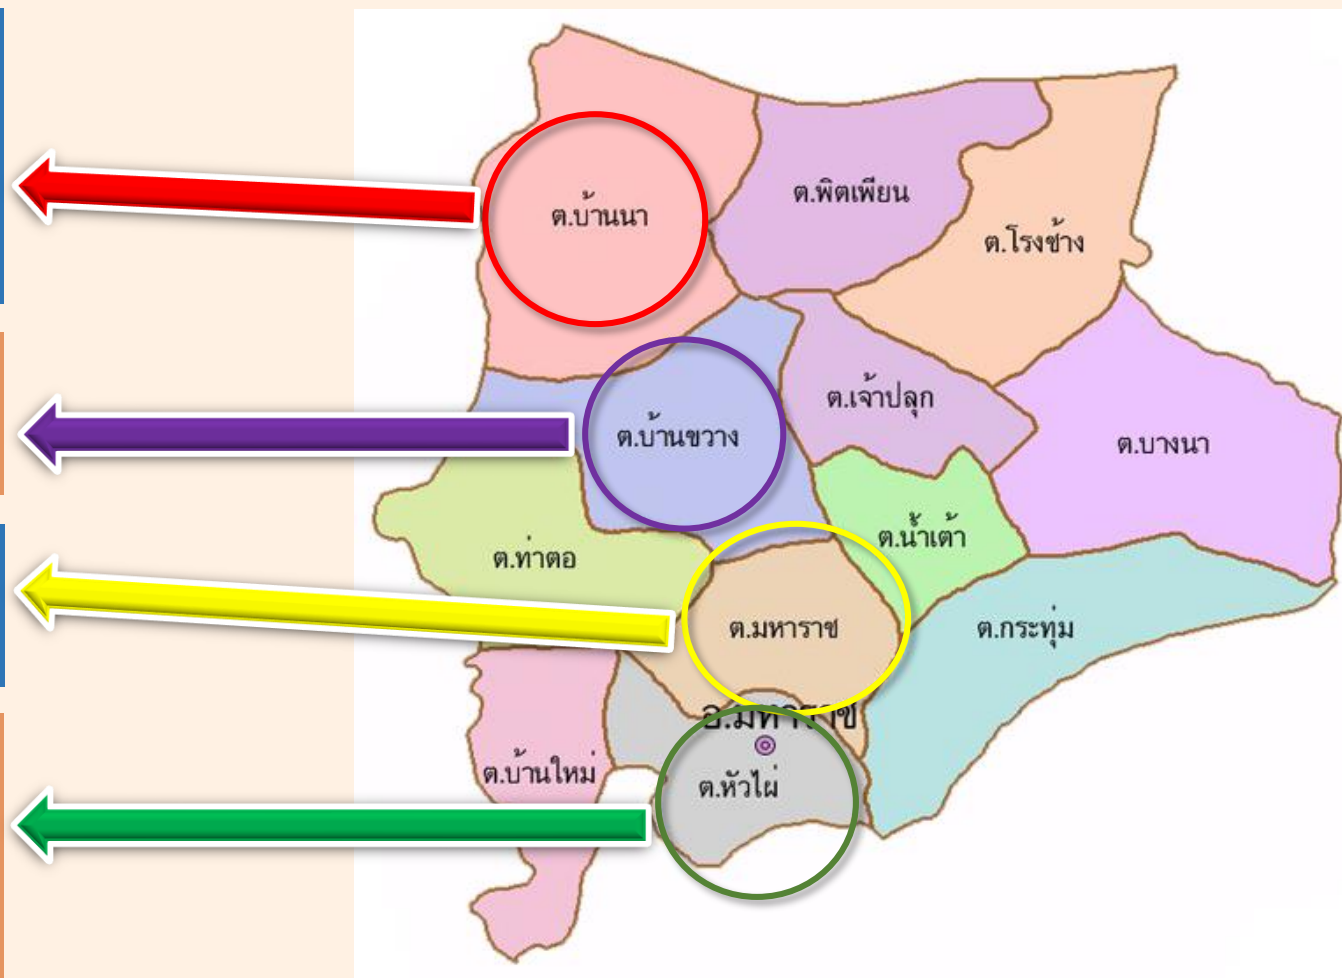 ต.พิตเพียน
ต.บ้านนา
ต.โรงช้าง
ต.เจ้าปลุก
ต.บ้านขวาง
ต.บางนา
ต.น้ำเต้า
ต.ท่าตอ
ต.มหาราช
ต.กระทุ่ม
อ.มหาราช
ต.บ้านใหม่
ต.หัวไผ่